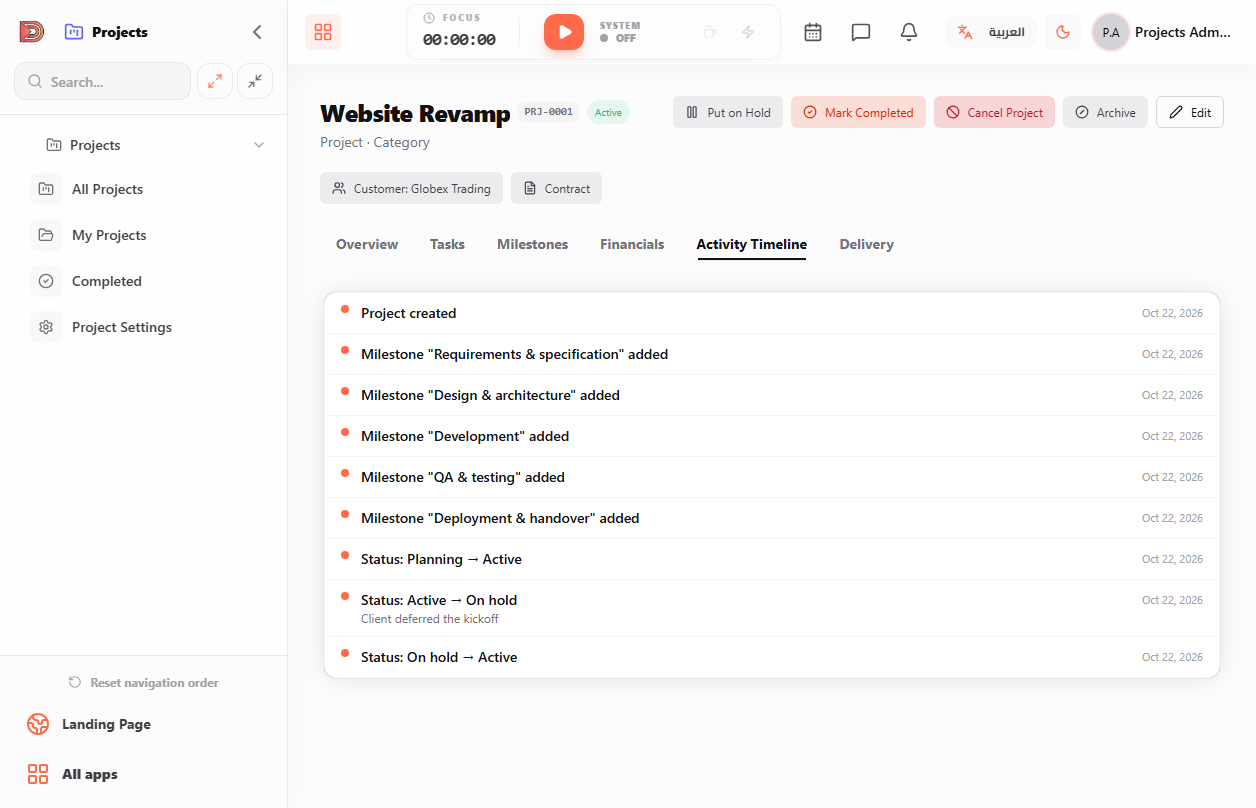 Projects
Search...
Projects
All Projects
My Projects
Completed
Project Settings
Reset navigation order
Landing Page
All apps
FOCUS
00:00:00
SYSTEM
OFF
العربية
P.A
Projects Adm...
Website Revamp
PRJ-0001
Active
Put on Hold
Mark Completed
Cancel Project
Archive
Edit
Project · Category
Customer: Globex Trading
Contract
Overview
Tasks
Milestones
Financials
Activity Timeline
Delivery
Project created Oct 22, 2026
Milestone "Requirements & specification" added Oct 22, 2026
Milestone "Design & architecture" added Oct 22, 2026
Milestone "Development" added Oct 22, 2026
Milestone "QA & testing" added Oct 22, 2026
Milestone "Deployment & handover" added Oct 22, 2026
Status: Planning → Active Oct 22, 2026
Status: Active → On hold Oct 22, 2026
Client deferred the kickoff
Status: On hold → Active Oct 22, 2026